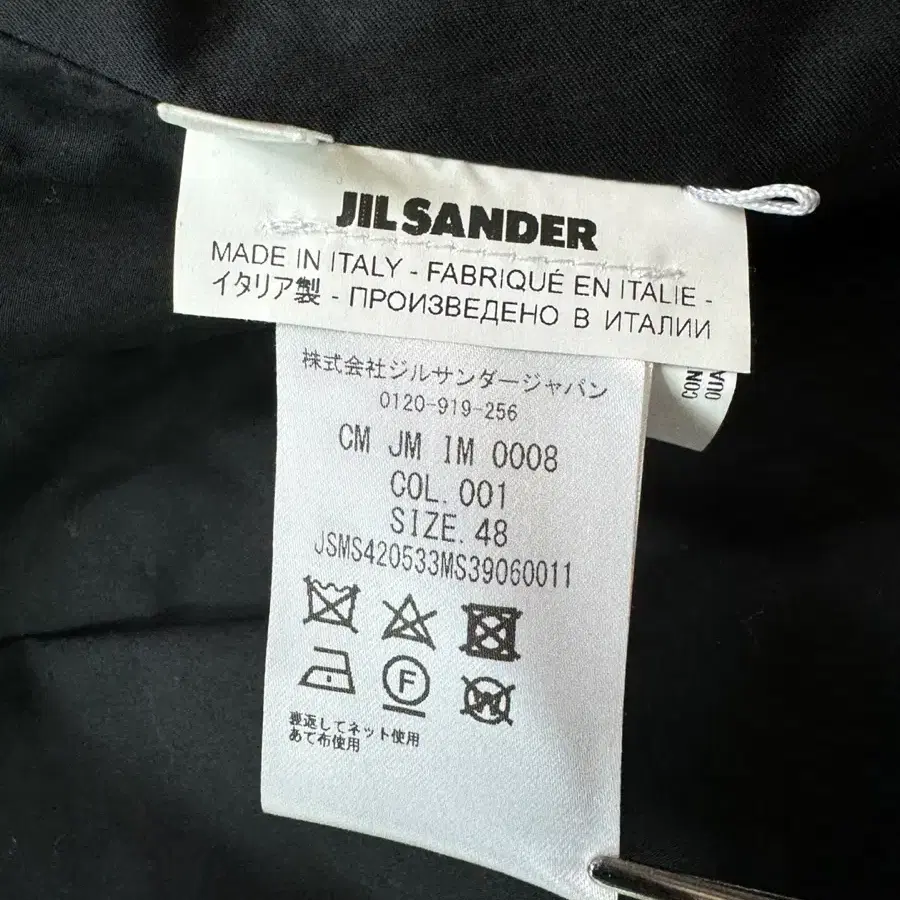 JIL SANDER
MADE IN ITALY - FABRIQUÉ EN ITALIE -
イタリア製 - ПРОИЗВЕДЕНО В ИТАЛИИ
株式会社ジルサンダージャパン
0120-919-256
CM JM IM 0008
COL.001
SIZE.48
JSMS420533MS39060011
F
W
裏返してネット使用
あて布使用
CON
QUA